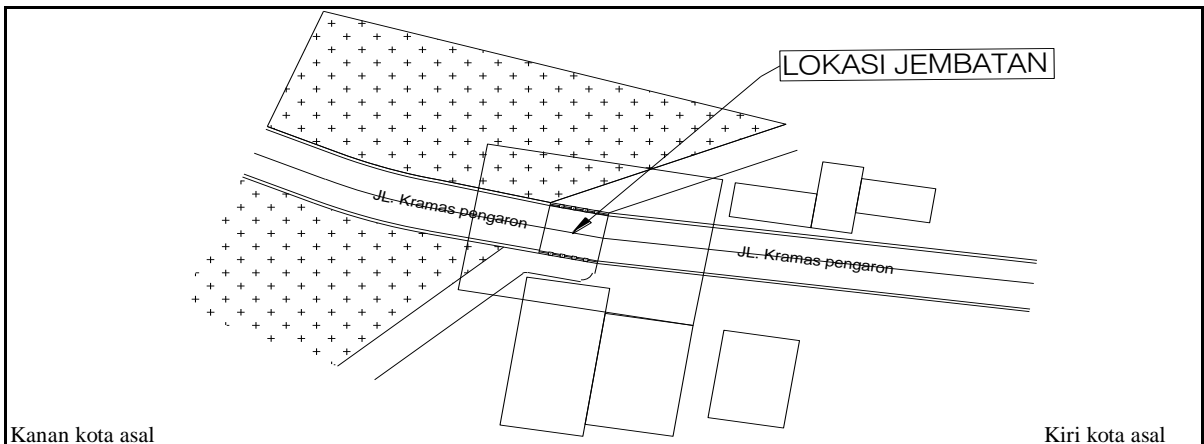 LOKASI JEMBATAN
JL. Kramas pengaron
JL. Kramas pengaron
Kanan kota asal
Kiri kota asal